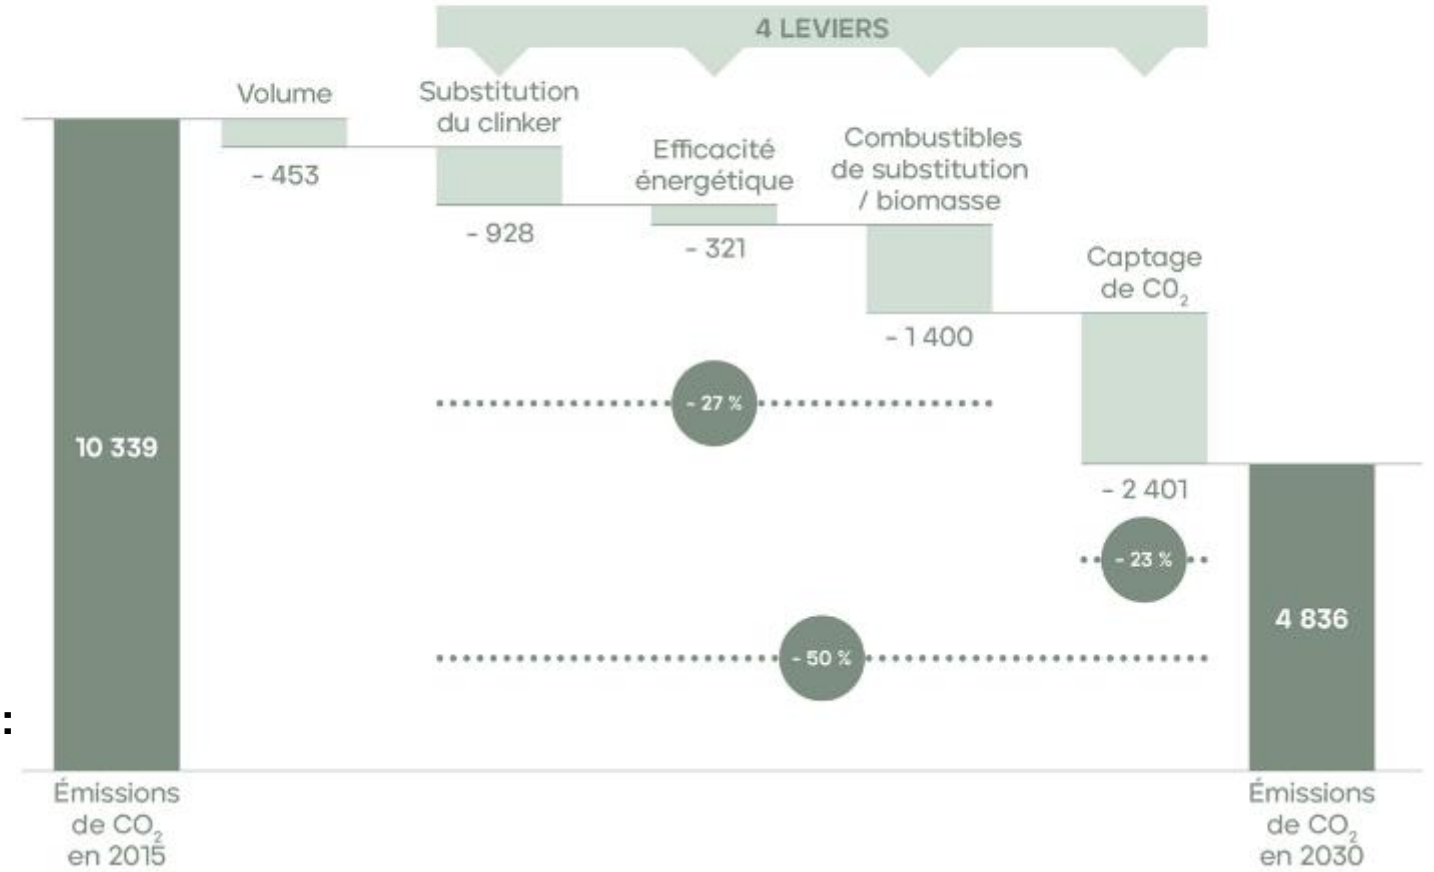 4 LEVIERS
Volume
- 453
Substitution
du clinker
- 928
Efficacité
énergétique
- 321
Combustibles
de substitution
/ biomasse
- 1 400
Captage
de C0₂
- 2 401
- 27 %
- 23 %
- 50 %
10 339
4 836
:
Émissions
de CO₂
en 2015
Émissions
de CO₂
en 2030